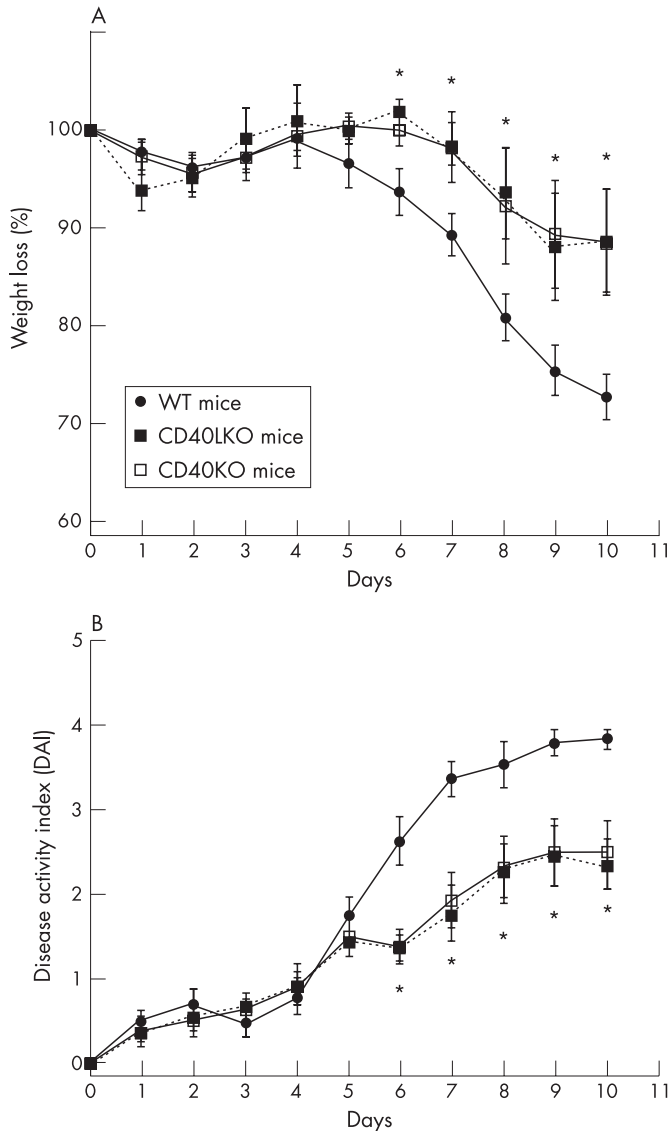 A
100
90
80
70
60
Weight loss (%)
* * * * *
WT mice
CD40LKO mice
CD40KO mice
0 1 2 3 4 5 6 7 8 9 10 11
Days
B
5
4
3
2
1
0
Disease activity index (DAI)
* * * * *
0 1 2 3 4 5 6 7 8 9 10 11
Days